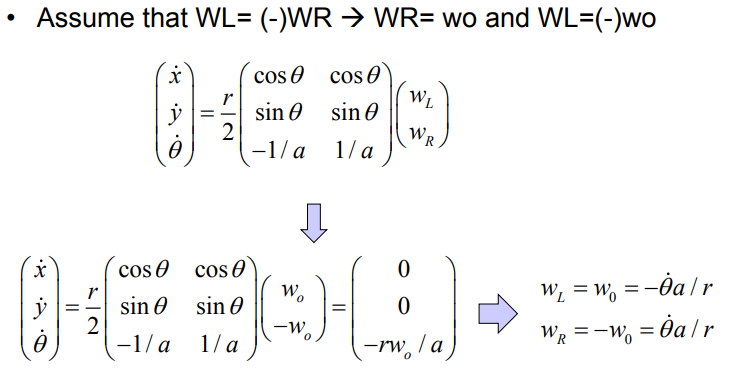 • Assume that WL= (-)WR → WR= wo and WL=(-)wo
(ẋ ẏ θ̇) = r/2 (cos θ cos θ; sin θ sin θ; −1/a 1/a) (w_L w_R)
(ẋ ẏ θ̇) = r/2 (cos θ cos θ; sin θ sin θ; −1/a 1/a) (w_o −w_o) = (0 0 −rw_o / a)
w_L = w_0 = −θ̇a / r
w_R = −w_0 = θ̇a / r